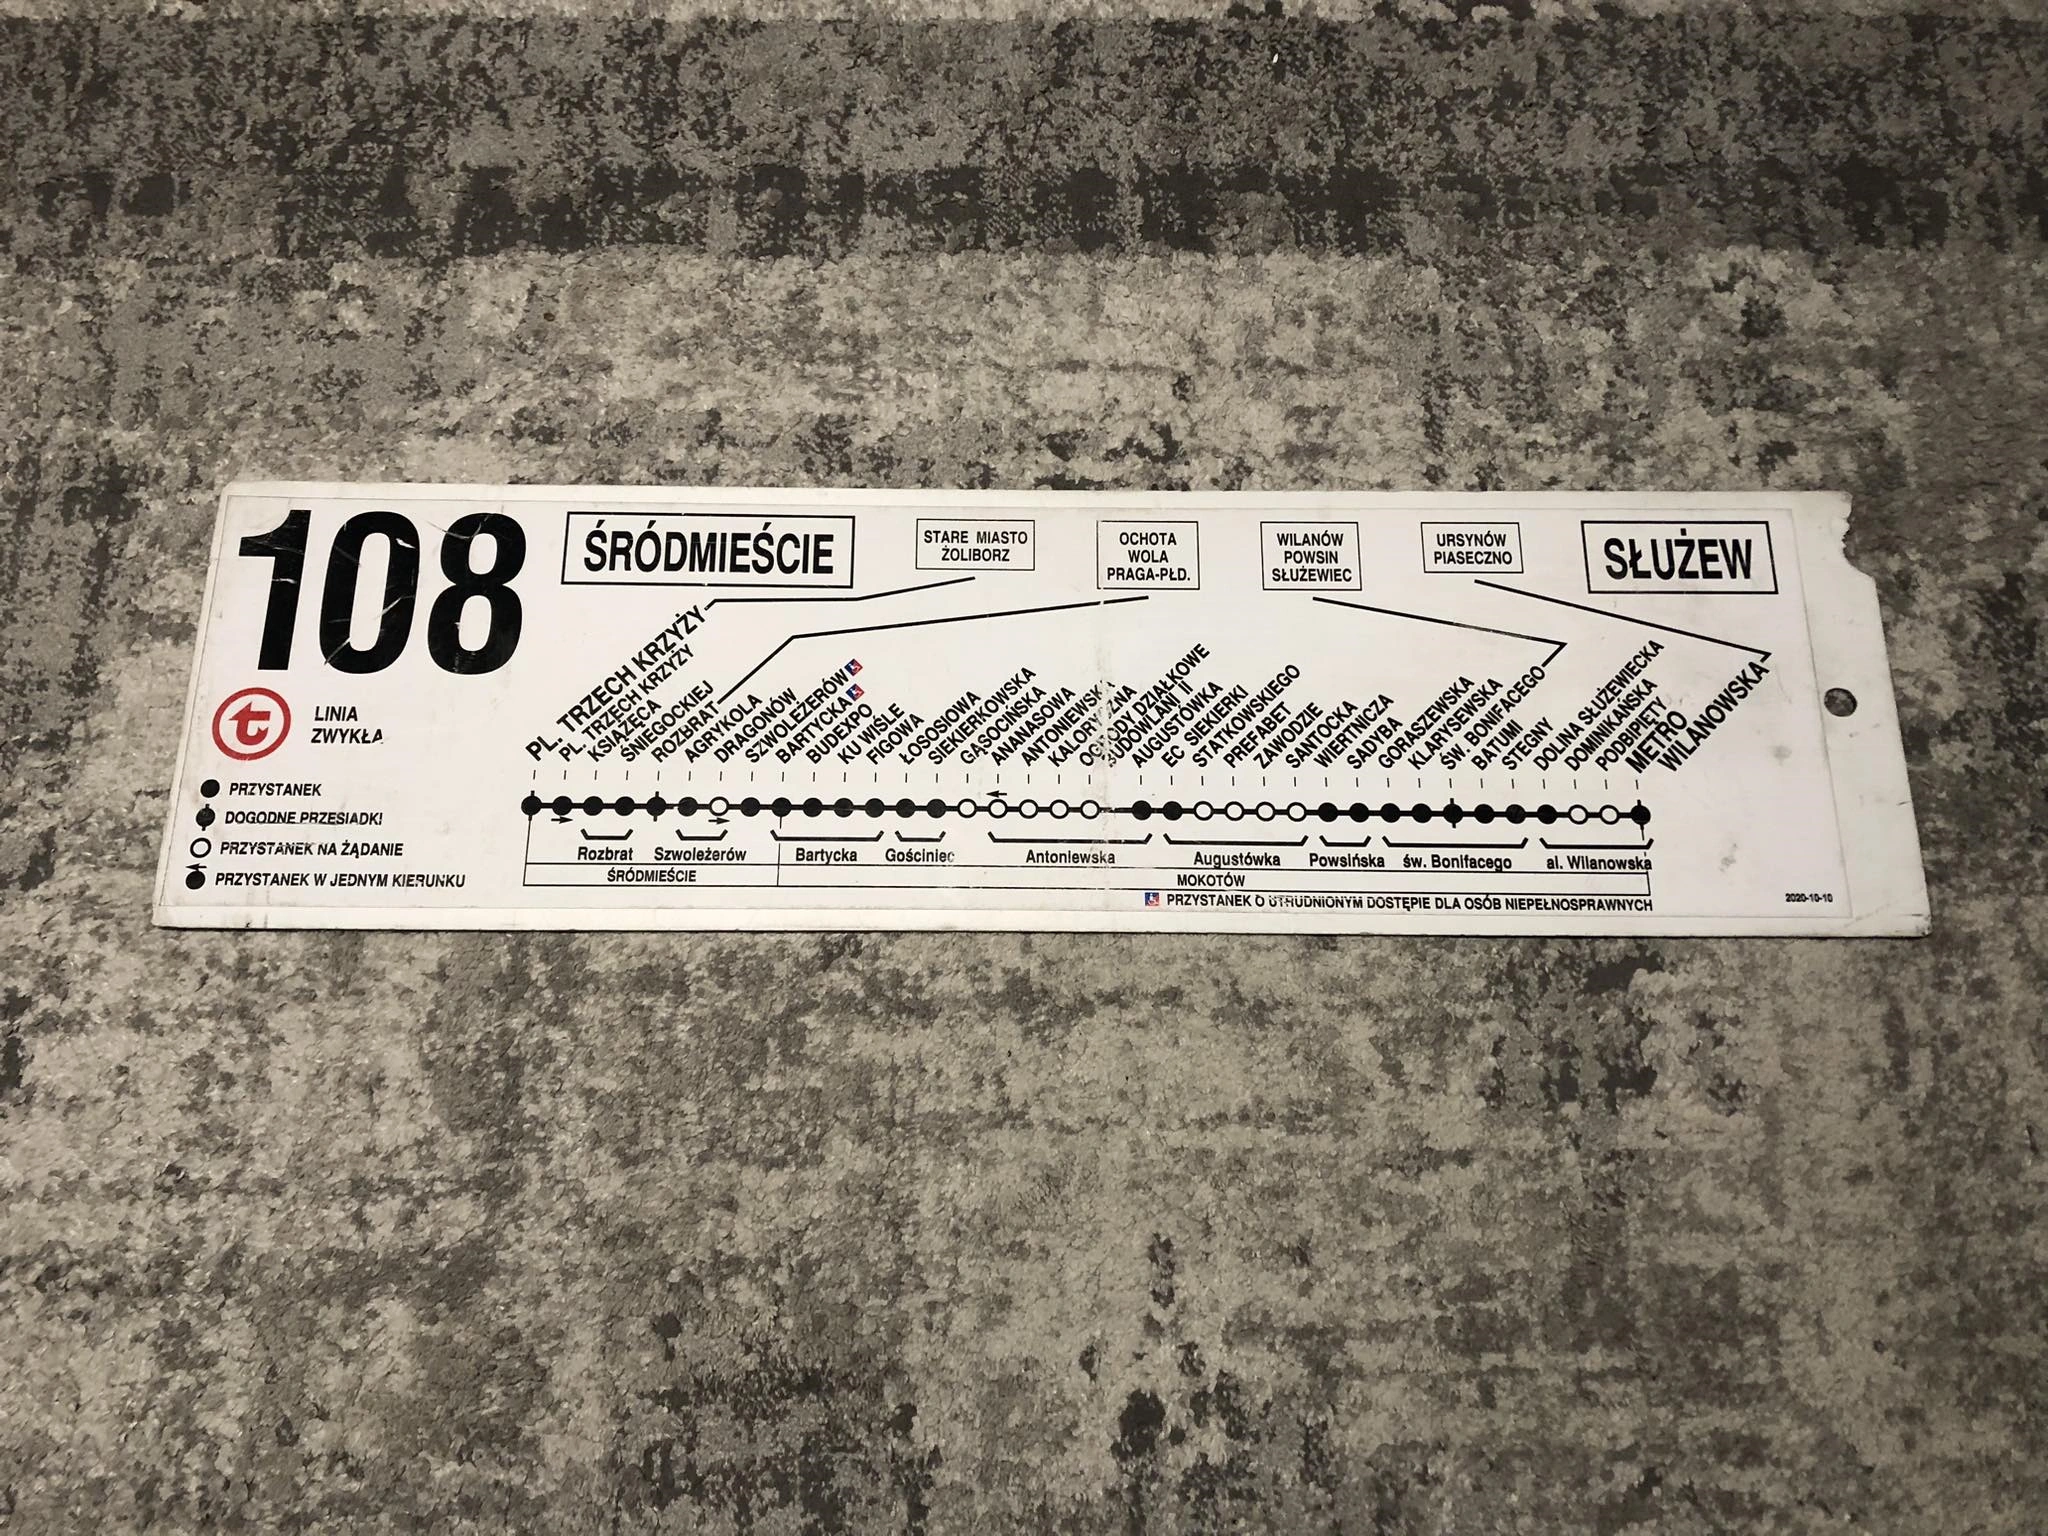 108
ŚRÓDMIEŚCIE
STARE MIASTO
ŻOLIBORZ
OCHOTA
WOLA
PRAGA-PŁD.
WILANÓW
POWSIN
SŁUŻEWIEC
URSYNÓW
PIASECZNO
SŁUŻEW
t
LINIA
ZWYKŁA
PRZYSTANEK
DOGODNE PRZESIADKI
PRZYSTANEK NA ŻĄDANIE
PRZYSTANEK W JEDNYM KIERUNKU
PL. TRZECH KRZYŻY
PL. TRZECH KRZYŻY
KSIĄŻĘCA
ŚNIEGOCKIEJ
ROZBRAT
AGRYKOLA
DRAGONÓW
SZWOLEŻERÓW
BARTYCKA
BUDEXPO
KU WIŚLE
FIGOWA
ŁOSOSIOWA
SIEKIERKOWSKA
GĄSOCIŃSKA
ANANASOWA
ANTONIEWSKA
KALORYCZNA
OGRODY DZIAŁKOWE
BUDOWLANI II
AUGUSTÓWKA
EC SIEKIERKI
STATKOWSKIEGO
PREFABET
ZAWODZIE
SANTOCKA
WIERTNICZA
SADYBA
GORASZEWSKA
KLARYSEWSKA
ŚW. BONIFACEGO
BATUMI
STEGNY
DOLINA SŁUŻEWIECKA
DOMINIKAŃSKA
PODBIPIĘTY
METRO
WILANOWSKA
Rozbrat
Szwoleżerów
Bartycka
Gościniec
Antoniewska
Augustówka
Powsińska
św. Bonifacego
al. Wilanowska
ŚRÓDMIEŚCIE
MOKOTÓW
PRZYSTANEK O UTRUDNIONYM DOSTĘPIE DLA OSÓB NIEPEŁNOSPRAWNYCH
2020-10-10